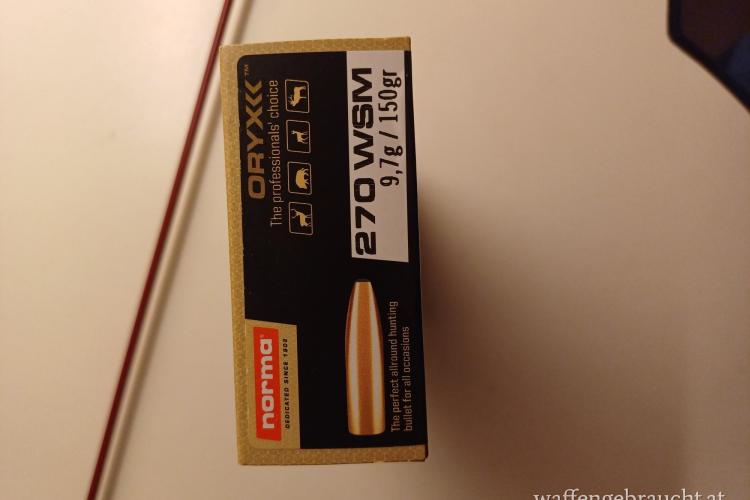 ORYX™
The professionals' choice
270 WSM
9,7g / 150gr
norma
DEDICATED SINCE 1902
The perfect allround hunting
bullet for all occasions
waffengebraucht.at